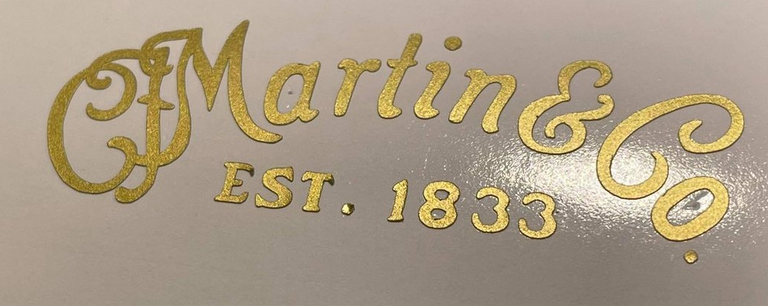 CFMartin & Co.
EST. 1833